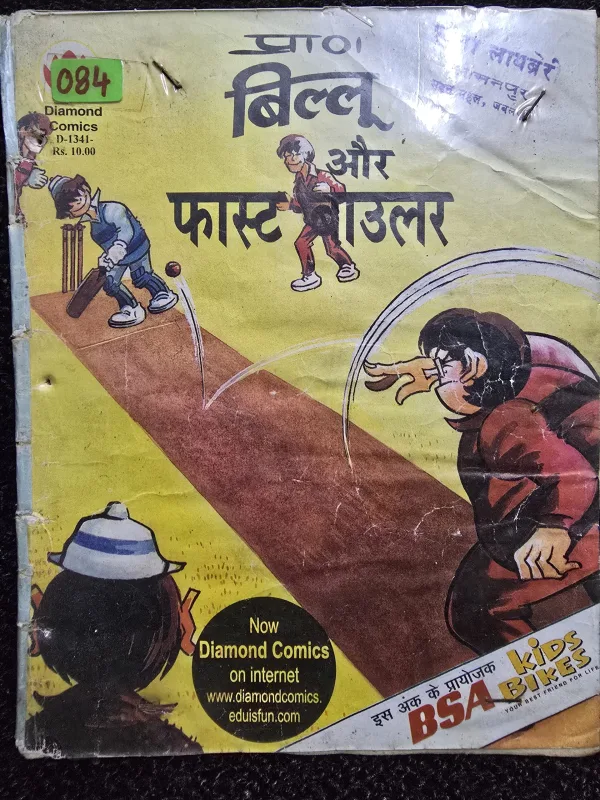 084
Diamond
Comics
D-1341-
Rs. 10.00
प्राण
लायब्रेरी
बिल्लू
और
फास्ट बाउलर
Now
Diamond Comics
on internet
www.diamondcomics.
eduisfun.com
इस अंक के प्रायोजक
BSA KIDS BIKES
YOUR BEST FRIEND FOR LIFE